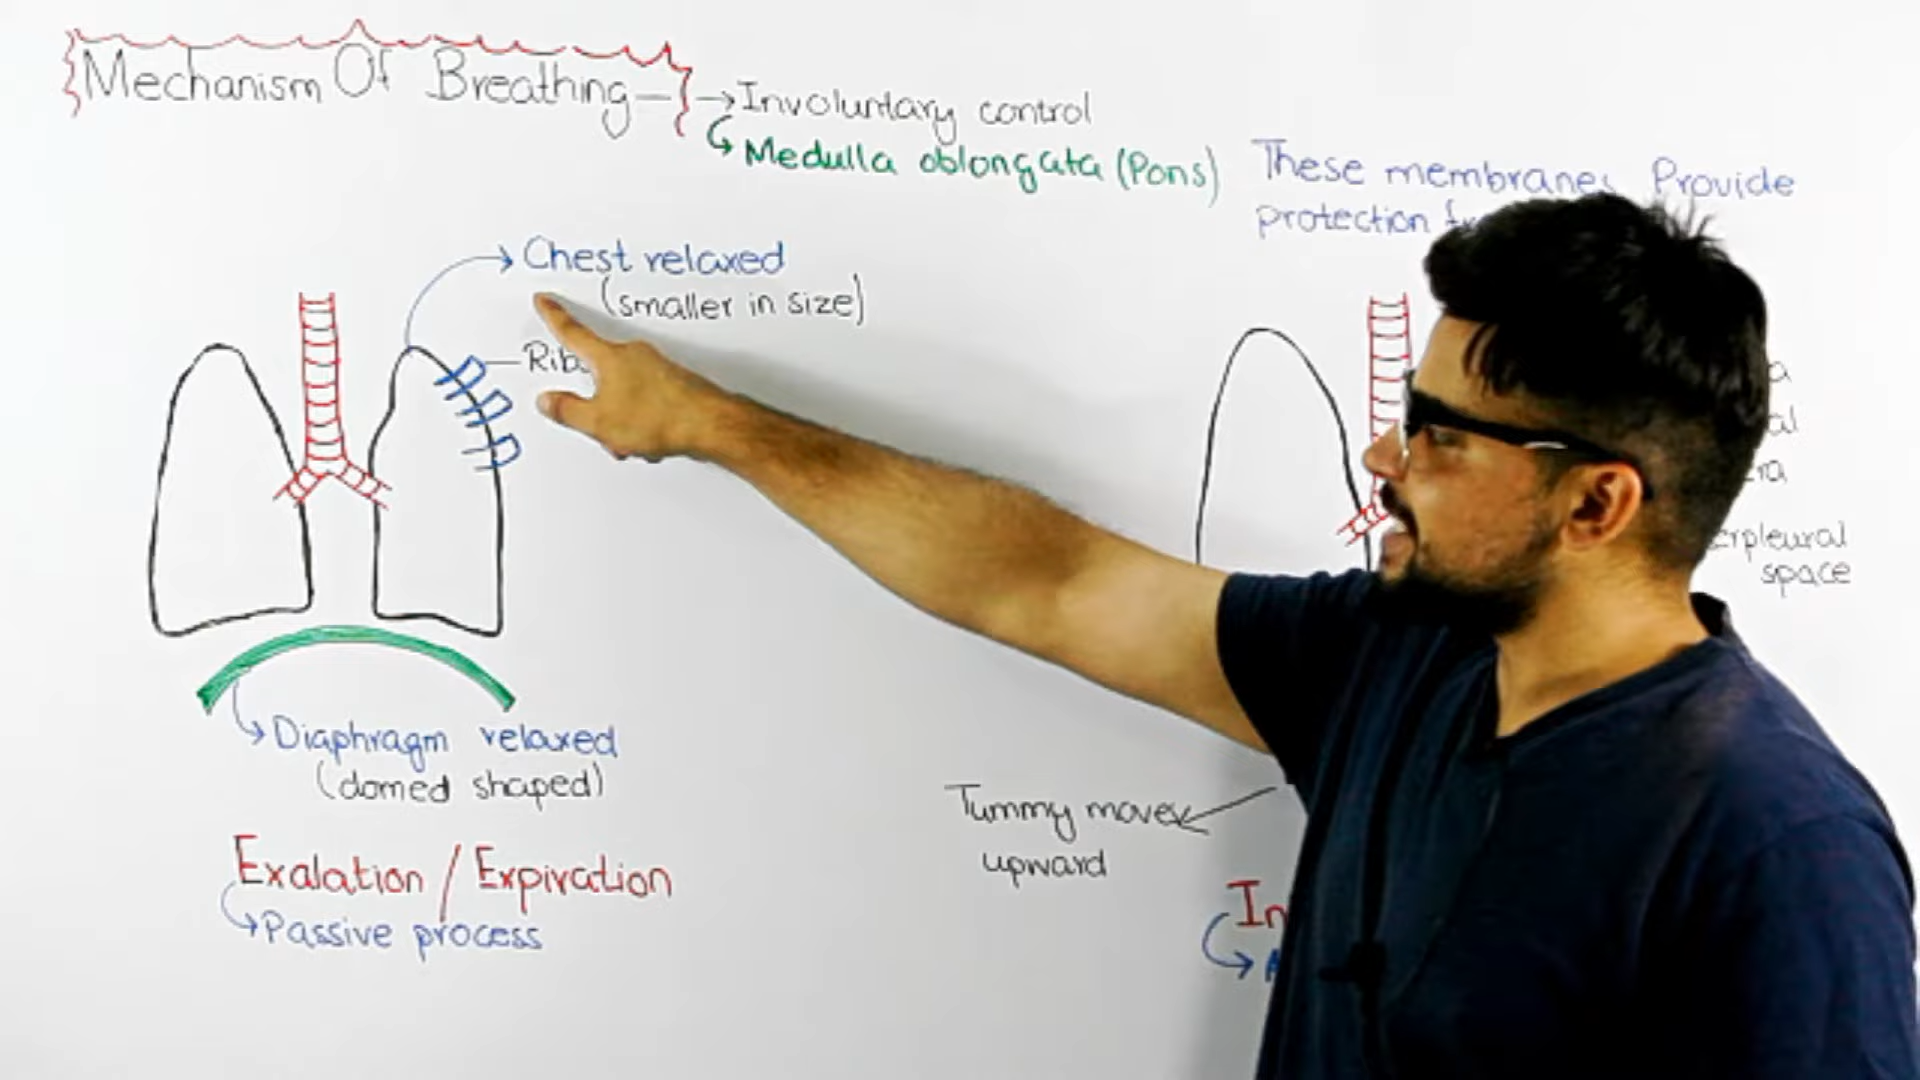 Mechanism Of Breathing
Involuntary control
Medulla oblongata (Pons)
These membranes Provide
protection
Chest relaxed
(smaller in size)
Diaphragm relaxed
(domed shaped)
Exalation / Expiration
Passive process
Tummy moves
upward
space